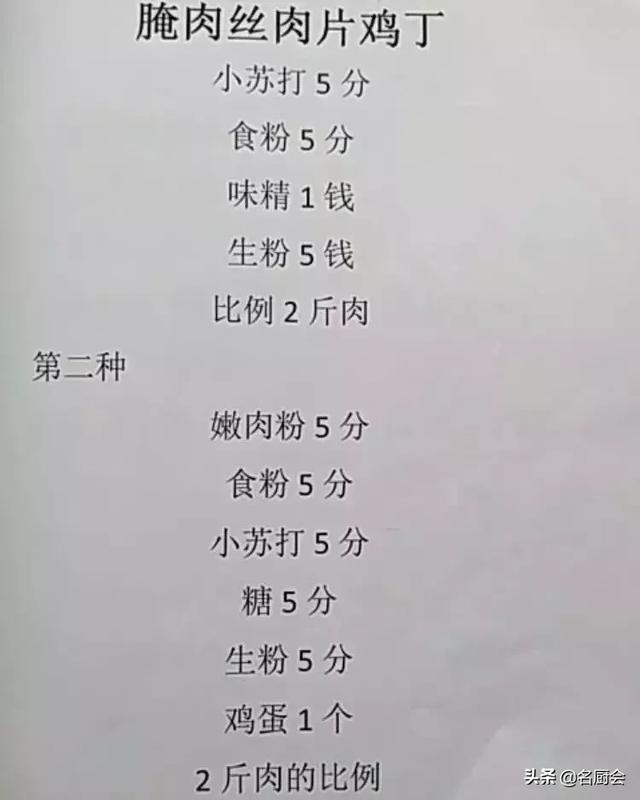 腌肉丝肉片鸡丁
小苏打 5 分
食粉 5 分
味精 1 钱
生粉 5 钱
比例 2 斤肉
第二种
嫩肉粉 5 分
食粉 5 分
小苏打 5 分
糖 5 分
生粉 5 分
鸡蛋 1 个
2 斤肉的比例
头条 @名厨会